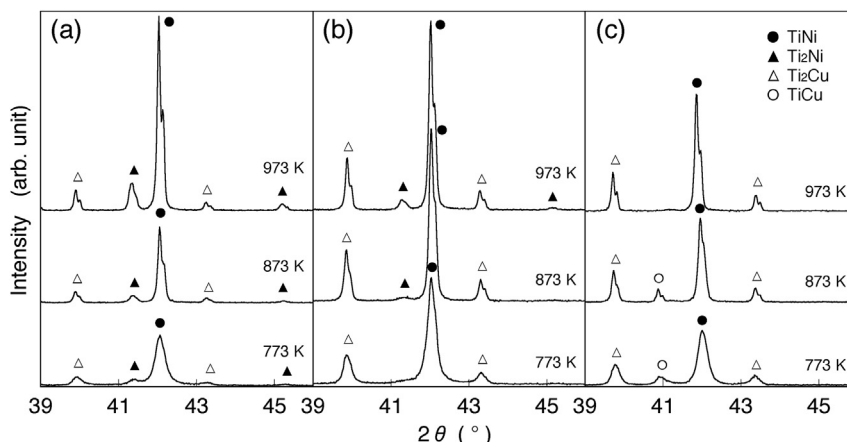 (a)
(b)
(c)
● TiNi
▲ Ti₂Ni
△ Ti₂Cu
○ TiCu
Intensity (arb. unit)
973 K
873 K
773 K
973 K
873 K
773 K
973 K
873 K
773 K
39 41 43 45 39 41 43 45 39 41 43 45
2θ (°)